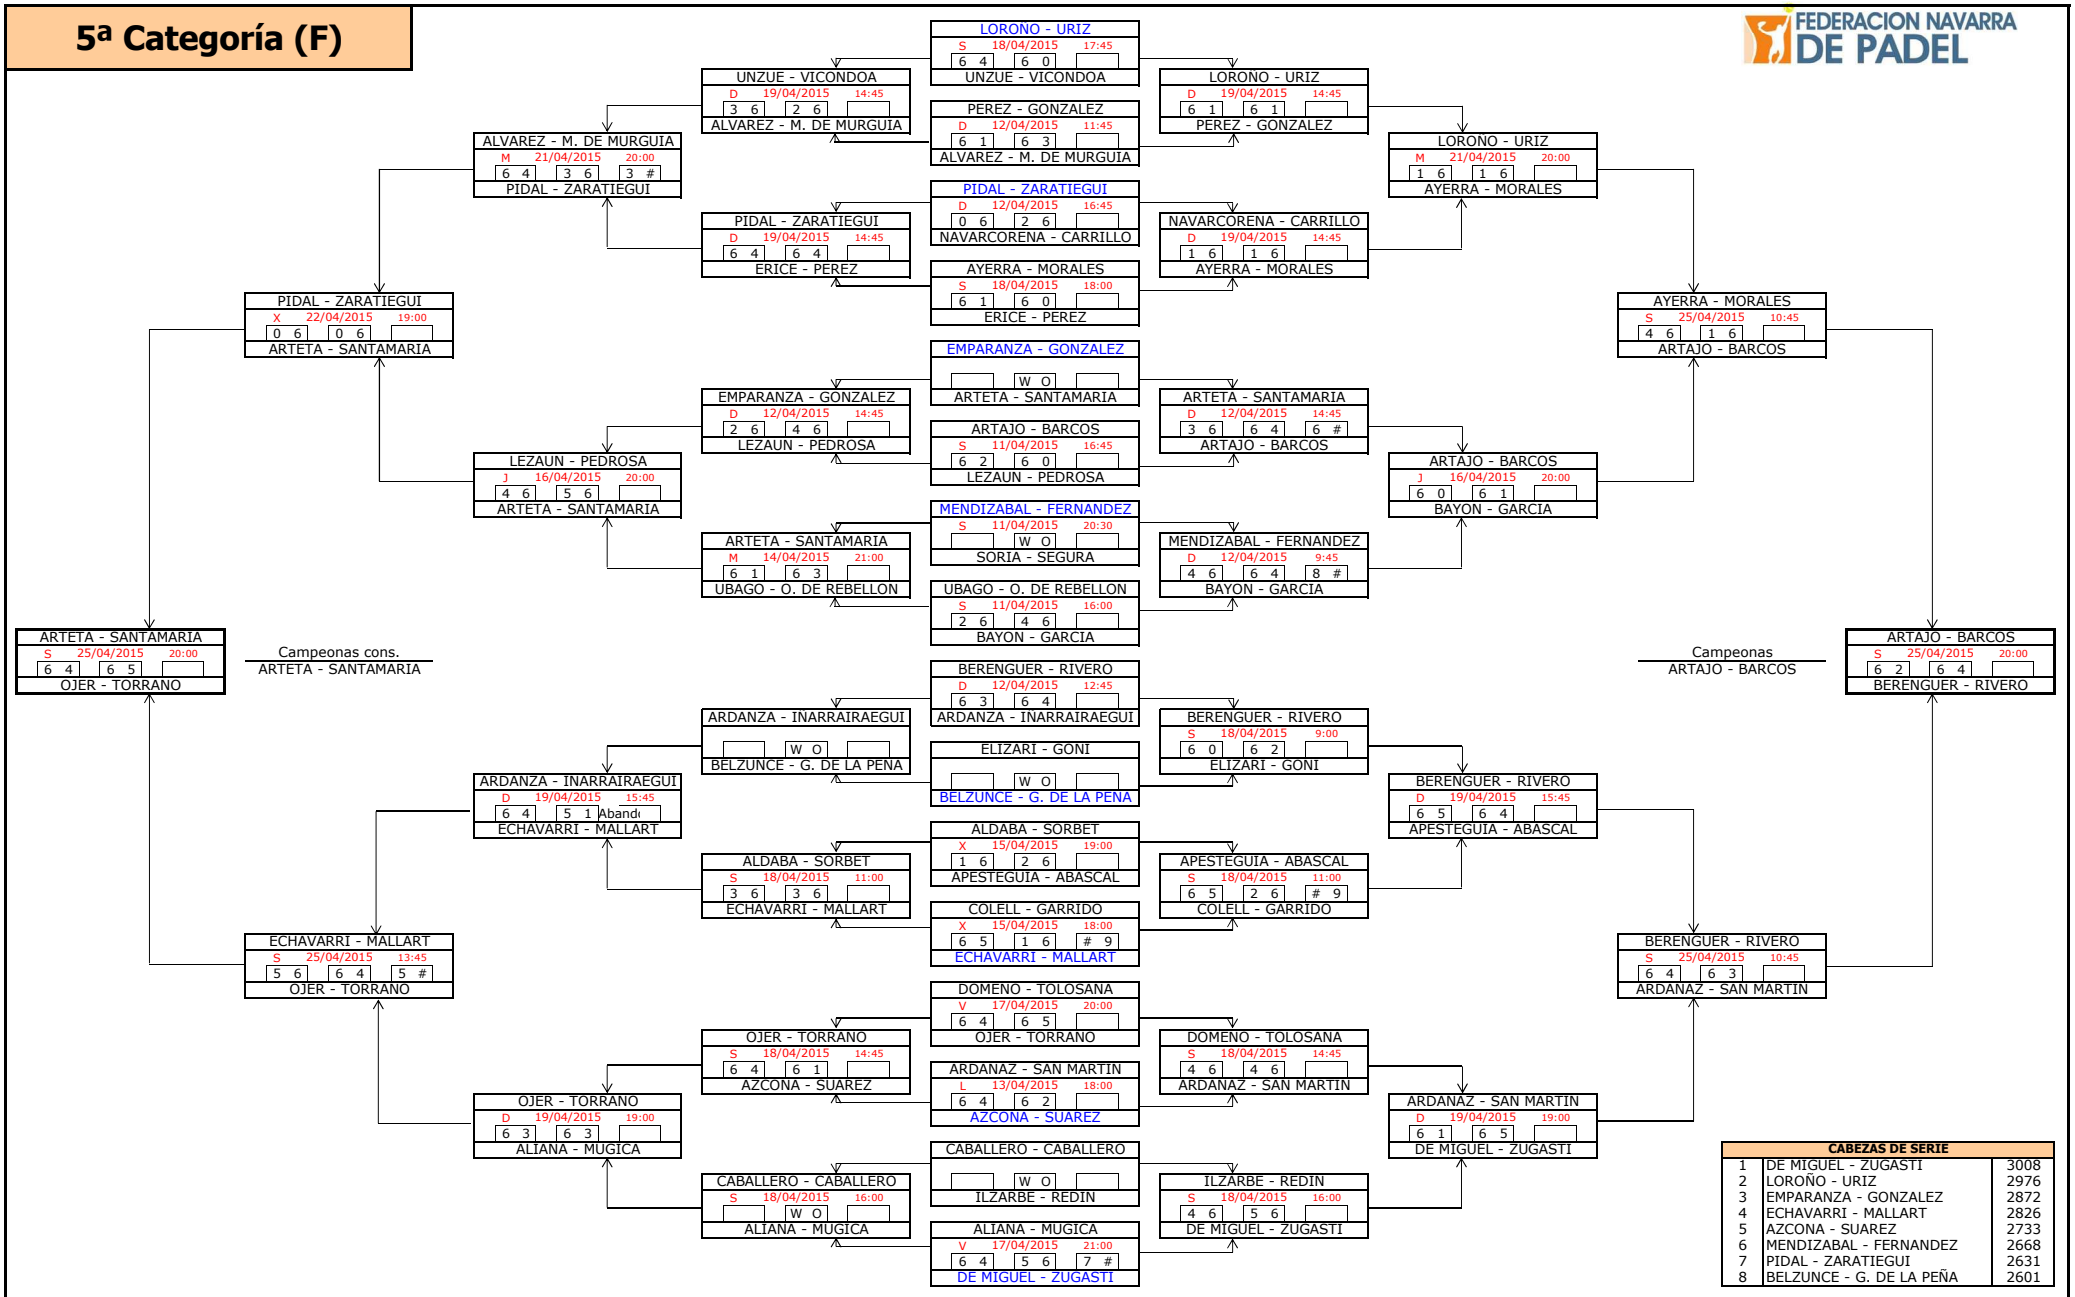 5ª Categoría (F)
FEDERACION NAVARRA
DE PADEL
LOROÑO - URIZ
S 18/04/2015 17:45
6 4 6 0
UNZUE - VICONDOA
PEREZ - GONZALEZ
D 12/04/2015 11:45
6 1 6 3
ALVAREZ - M. DE MURGUIA
PIDAL - ZARATIEGUI
D 12/04/2015 16:45
0 6 2 6
NAVARCORENA - CARRILLO
AYERRA - MORALES
S 18/04/2015 18:00
6 1 6 0
ERICE - PEREZ
EMPARANZA - GONZALEZ
W O
ARTETA - SANTAMARIA
ARTAJO - BARCOS
S 11/04/2015 16:45
6 2 6 0
LEZAUN - PEDROSA
MENDIZABAL - FERNANDEZ
S 11/04/2015 20:30
W O
SORIA - SEGURA
UBAGO - O. DE REBELLON
S 11/04/2015 16:00
2 6 4 6
BAYON - GARCIA
BERENGUER - RIVERO
D 12/04/2015 12:45
6 3 6 4
ARDANZA - IÑARRAIRAEGUI
ELIZARI - GOÑI
W O
BELZUNCE - G. DE LA PEÑA
ALDABA - SORBET
X 15/04/2015 19:00
1 6 2 6
APESTEGUIA - ABASCAL
COLELL - GARRIDO
X 15/04/2015 18:00
6 5 1 6 # 9
ECHAVARRI - MALLART
DOMEÑO - TOLOSANA
V 17/04/2015 20:00
6 4 6 5
OJER - TORRANO
ARDANAZ - SAN MARTIN
L 13/04/2015 18:00
6 4 6 2
AZCONA - SUAREZ
CABALLERO - CABALLERO
W O
ILZARBE - REDIN
ALIANA - MUGICA
V 17/04/2015 21:00
6 4 5 6 7 #
DE MIGUEL - ZUGASTI
UNZUE - VICONDOA
D 19/04/2015 14:45
3 6 2 6
ALVAREZ - M. DE MURGUIA
PIDAL - ZARATIEGUI
D 19/04/2015 14:45
6 4 6 4
ERICE - PEREZ
EMPARANZA - GONZALEZ
D 12/04/2015 14:45
2 6 4 6
LEZAUN - PEDROSA
ARTETA - SANTAMARIA
M 14/04/2015 21:00
6 1 6 3
UBAGO - O. DE REBELLON
ARDANZA - IÑARRAIRAEGUI
W O
BELZUNCE - G. DE LA PEÑA
ALDABA - SORBET
S 18/04/2015 11:00
3 6 3 6
ECHAVARRI - MALLART
OJER - TORRANO
S 18/04/2015 14:45
6 4 6 1
AZCONA - SUAREZ
CABALLERO - CABALLERO
S 18/04/2015 16:00
W O
ALIANA - MUGICA
ALVAREZ - M. DE MURGUIA
M 21/04/2015 20:00
6 4 3 6 3 #
PIDAL - ZARATIEGUI
LEZAUN - PEDROSA
J 16/04/2015 20:00
4 6 5 6
ARTETA - SANTAMARIA
ARDANZA - IÑARRAIRAEGUI
D 19/04/2015 15:45
6 4 5 1 Aband
ECHAVARRI - MALLART
OJER - TORRANO
D 19/04/2015 19:00
6 3 6 3
ALIANA - MUGICA
PIDAL - ZARATIEGUI
X 22/04/2015 19:00
0 6 0 6
ARTETA - SANTAMARIA
ECHAVARRI - MALLART
S 25/04/2015 13:45
5 6 6 4 5 #
OJER - TORRANO
ARTETA - SANTAMARIA
S 25/04/2015 20:00
6 4 6 5
OJER - TORRANO
Campeonas cons.
ARTETA - SANTAMARIA
LOROÑO - URIZ
D 19/04/2015 14:45
6 1 6 1
PEREZ - GONZALEZ
NAVARCORENA - CARRILLO
D 19/04/2015 14:45
1 6 1 6
AYERRA - MORALES
ARTETA - SANTAMARIA
D 12/04/2015 14:45
3 6 6 4 6 #
ARTAJO - BARCOS
MENDIZABAL - FERNANDEZ
D 12/04/2015 9:45
4 6 6 4 8 #
BAYON - GARCIA
BERENGUER - RIVERO
S 18/04/2015 9:00
6 0 6 2
ELIZARI - GOÑI
APESTEGUIA - ABASCAL
S 18/04/2015 11:00
6 5 2 6 # 9
COLELL - GARRIDO
DOMEÑO - TOLOSANA
S 18/04/2015 14:45
4 6 4 6
ARDANAZ - SAN MARTIN
ILZARBE - REDIN
S 18/04/2015 16:00
4 6 5 6
DE MIGUEL - ZUGASTI
LOROÑO - URIZ
M 21/04/2015 20:00
1 6 1 6
AYERRA - MORALES
ARTAJO - BARCOS
J 16/04/2015 20:00
6 0 6 1
BAYON - GARCIA
BERENGUER - RIVERO
D 19/04/2015 15:45
6 5 6 4
APESTEGUIA - ABASCAL
ARDANAZ - SAN MARTIN
D 19/04/2015 19:00
6 1 6 5
DE MIGUEL - ZUGASTI
AYERRA - MORALES
S 25/04/2015 10:45
4 6 1 6
ARTAJO - BARCOS
BERENGUER - RIVERO
S 25/04/2015 10:45
6 4 6 3
ARDANAZ - SAN MARTIN
Campeonas
ARTAJO - BARCOS
ARTAJO - BARCOS
S 25/04/2015 20:00
6 2 6 4
BERENGUER - RIVERO
CABEZAS DE SERIE
1 DE MIGUEL - ZUGASTI 3008
2 LOROÑO - URIZ 2976
3 EMPARANZA - GONZALEZ 2872
4 ECHAVARRI - MALLART 2826
5 AZCONA - SUAREZ 2733
6 MENDIZABAL - FERNANDEZ 2668
7 PIDAL - ZARATIEGUI 2631
8 BELZUNCE - G. DE LA PEÑA 2601